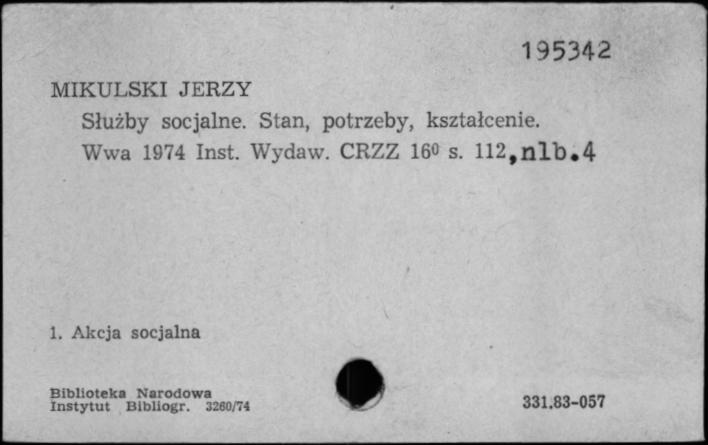 195342
MIKULSKI JERZY
Służby socjalne. Stan, potrzeby, kształcenie.
Wwa 1974 Inst. Wydaw. CRZZ 16⁰ s. 112,nlb.4
1. Akcja socjalna
Biblioteka Narodowa
Instytut Bibliogr. 3260/74
331.83-057